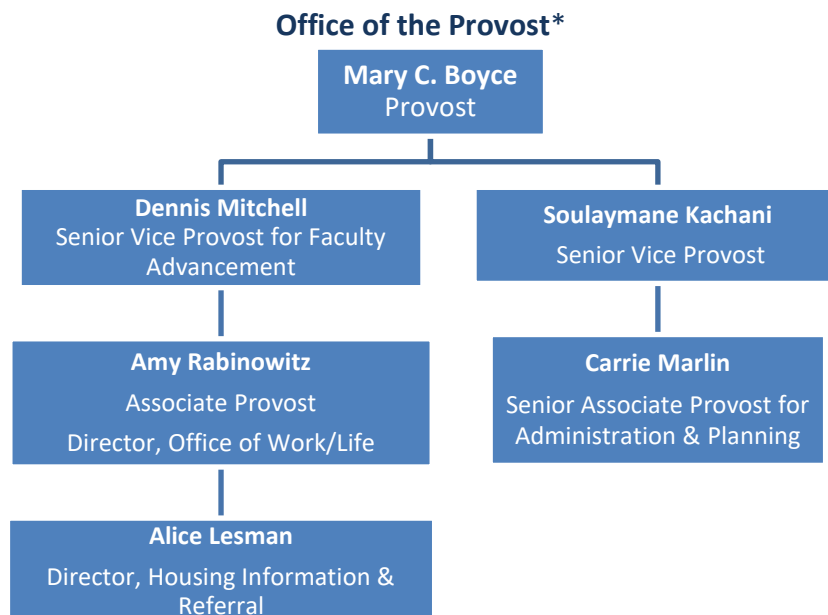 Office of the Provost*
Mary C. Boyce
Provost
Dennis Mitchell
Senior Vice Provost for Faculty
Advancement
Soulaymane Kachani
Senior Vice Provost
Amy Rabinowitz
Associate Provost
Director, Office of Work/Life
Carrie Marlin
Senior Associate Provost for
Administration & Planning
Alice Lesman
Director, Housing Information &
Referral